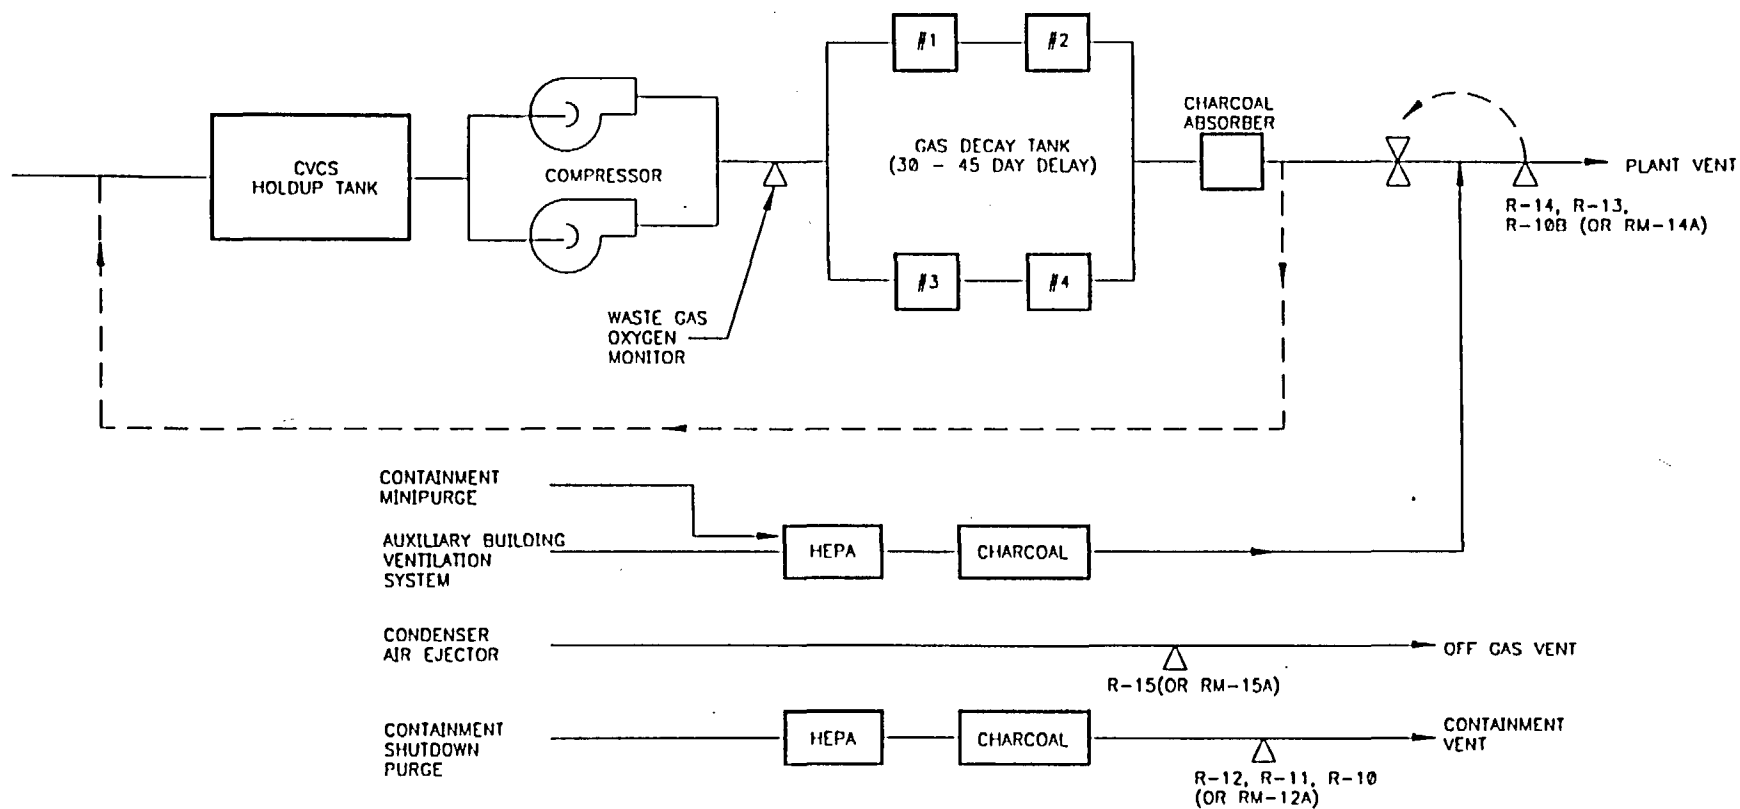 #1
#2
CVCS
HOLDUP TANK
COMPRESSOR
GAS DECAY TANK
(30 - 45 DAY DELAY)
CHARCOAL
ABSORBER
PLANT VENT
R-14, R-13,
R-10B (OR RM-14A)
#3
#4
WASTE GAS
OXYGEN
MONITOR
CONTAINMENT
MINIPURGE
AUXILIARY BUILDING
VENTILATION
SYSTEM
HEPA
CHARCOAL
CONDENSER
AIR EJECTOR
OFF GAS VENT
R-15(OR RM-15A)
CONTAINMENT
SHUTDOWN
PURGE
HEPA
CHARCOAL
CONTAINMENT
VENT
R-12, R-11, R-10
(OR RM-12A)